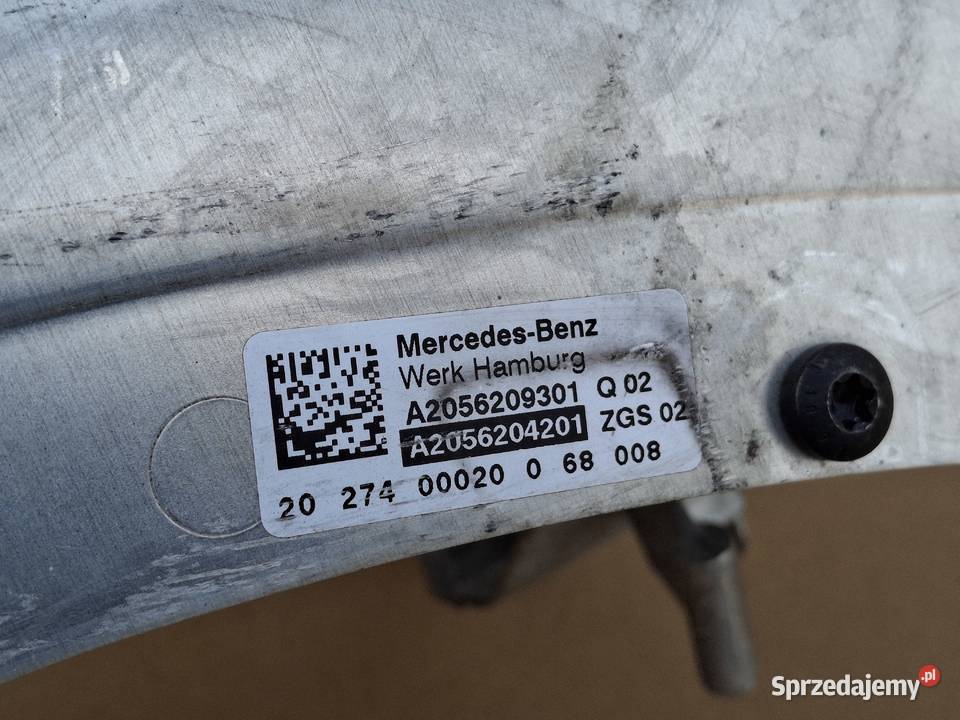 Mercedes-Benz
Werk Hamburg
A2056209301 Q 02
A2056204201 ZGS 02
20 274 00020 0 68 008
Sprzedajemy.pl